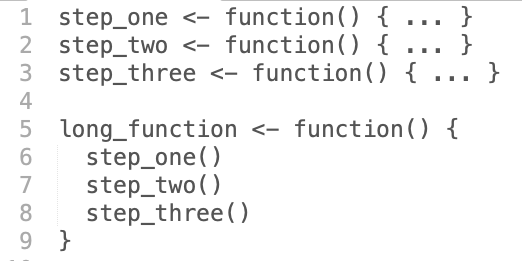 1 step_one <- function() { ... }
2 step_two <- function() { ... }
3 step_three <- function() { ... }
4
5 long_function <- function() {
6   step_one()
7   step_two()
8   step_three()
9 }